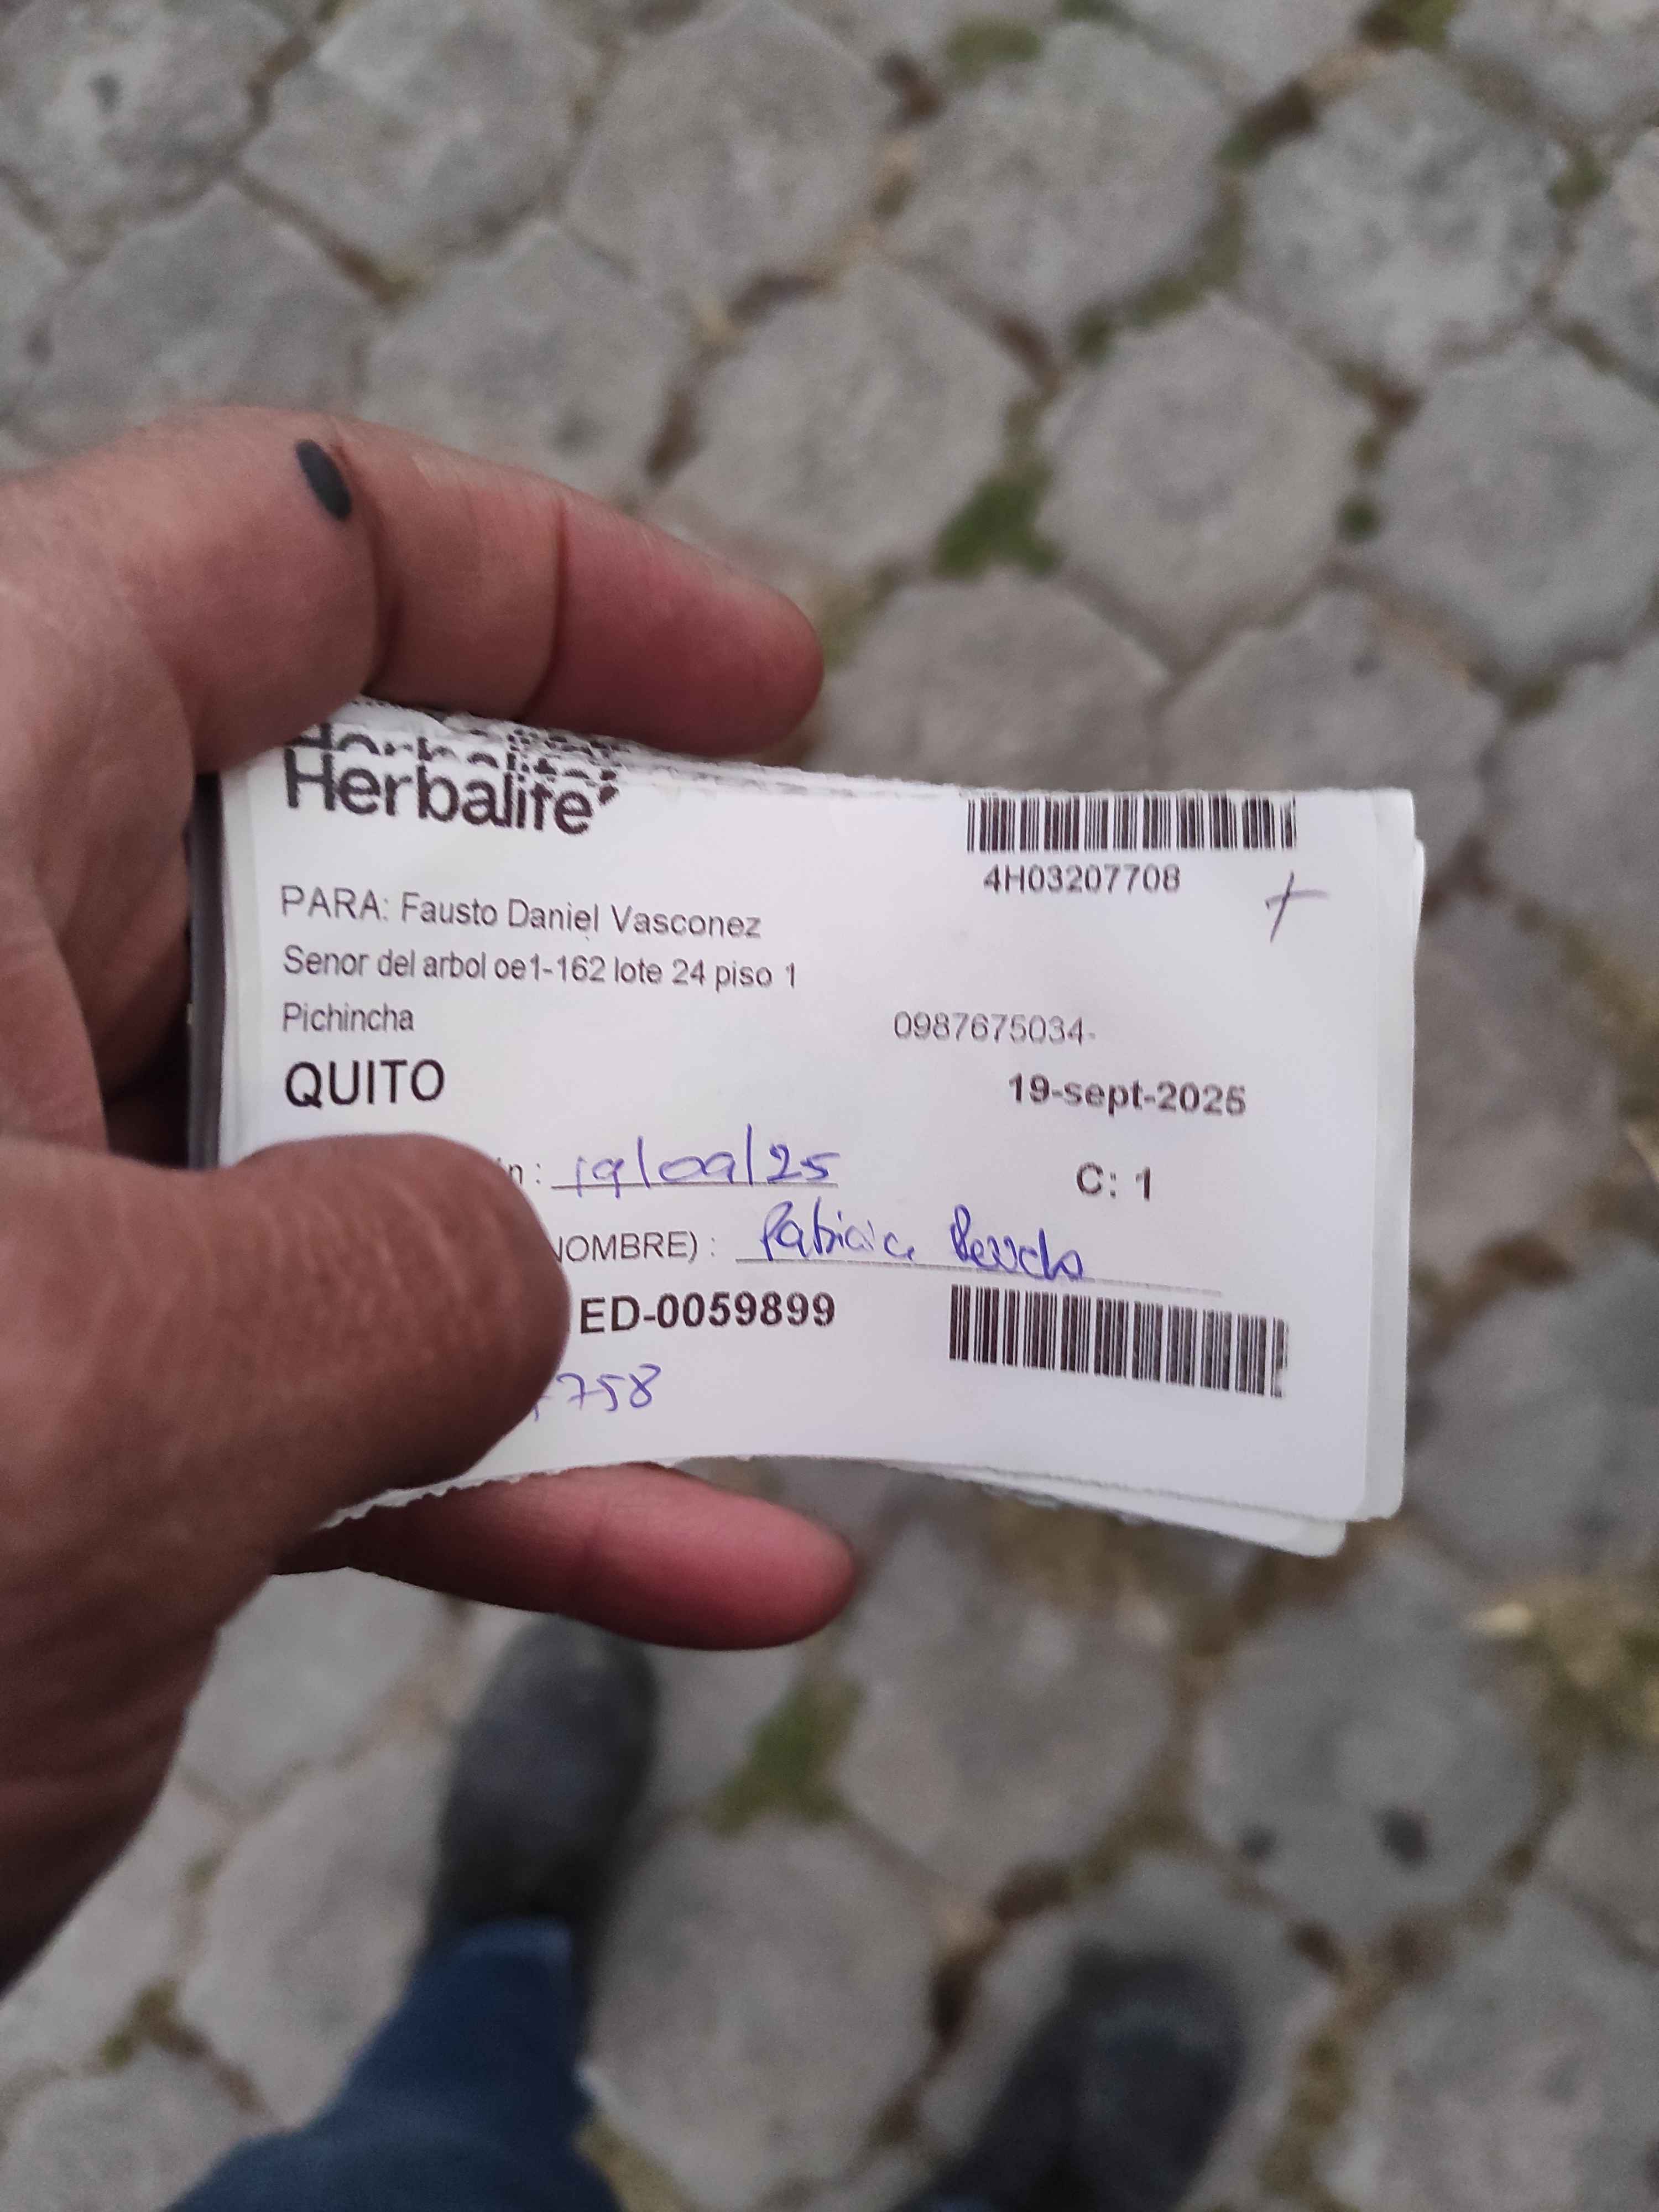 Herbalife
4H03207708
PARA: Fausto Daniel Vasconez
Senor del arbol oe1-162 lote 24 piso 1
Pichincha 0987675034-
QUITO 19-sept-2025
n: 19/09/25 C: 1
NOMBRE): Patricia
ED-0059899
758